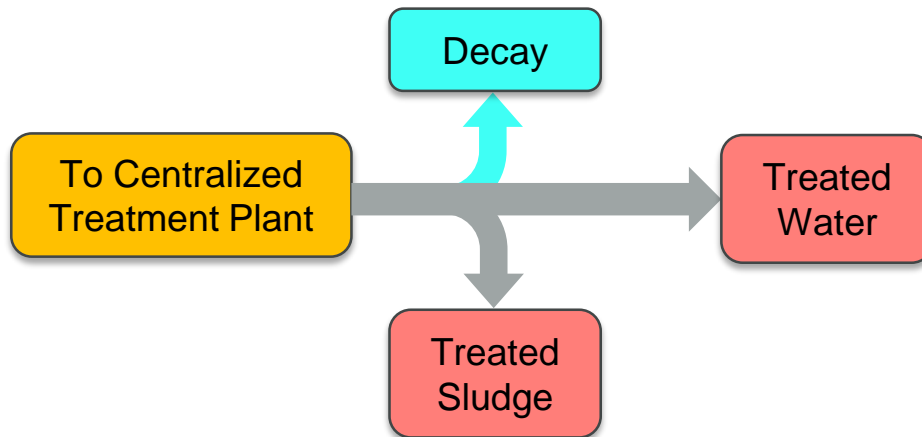 Decay
To Centralized
Treatment Plant
Treated
Water
Treated
Sludge